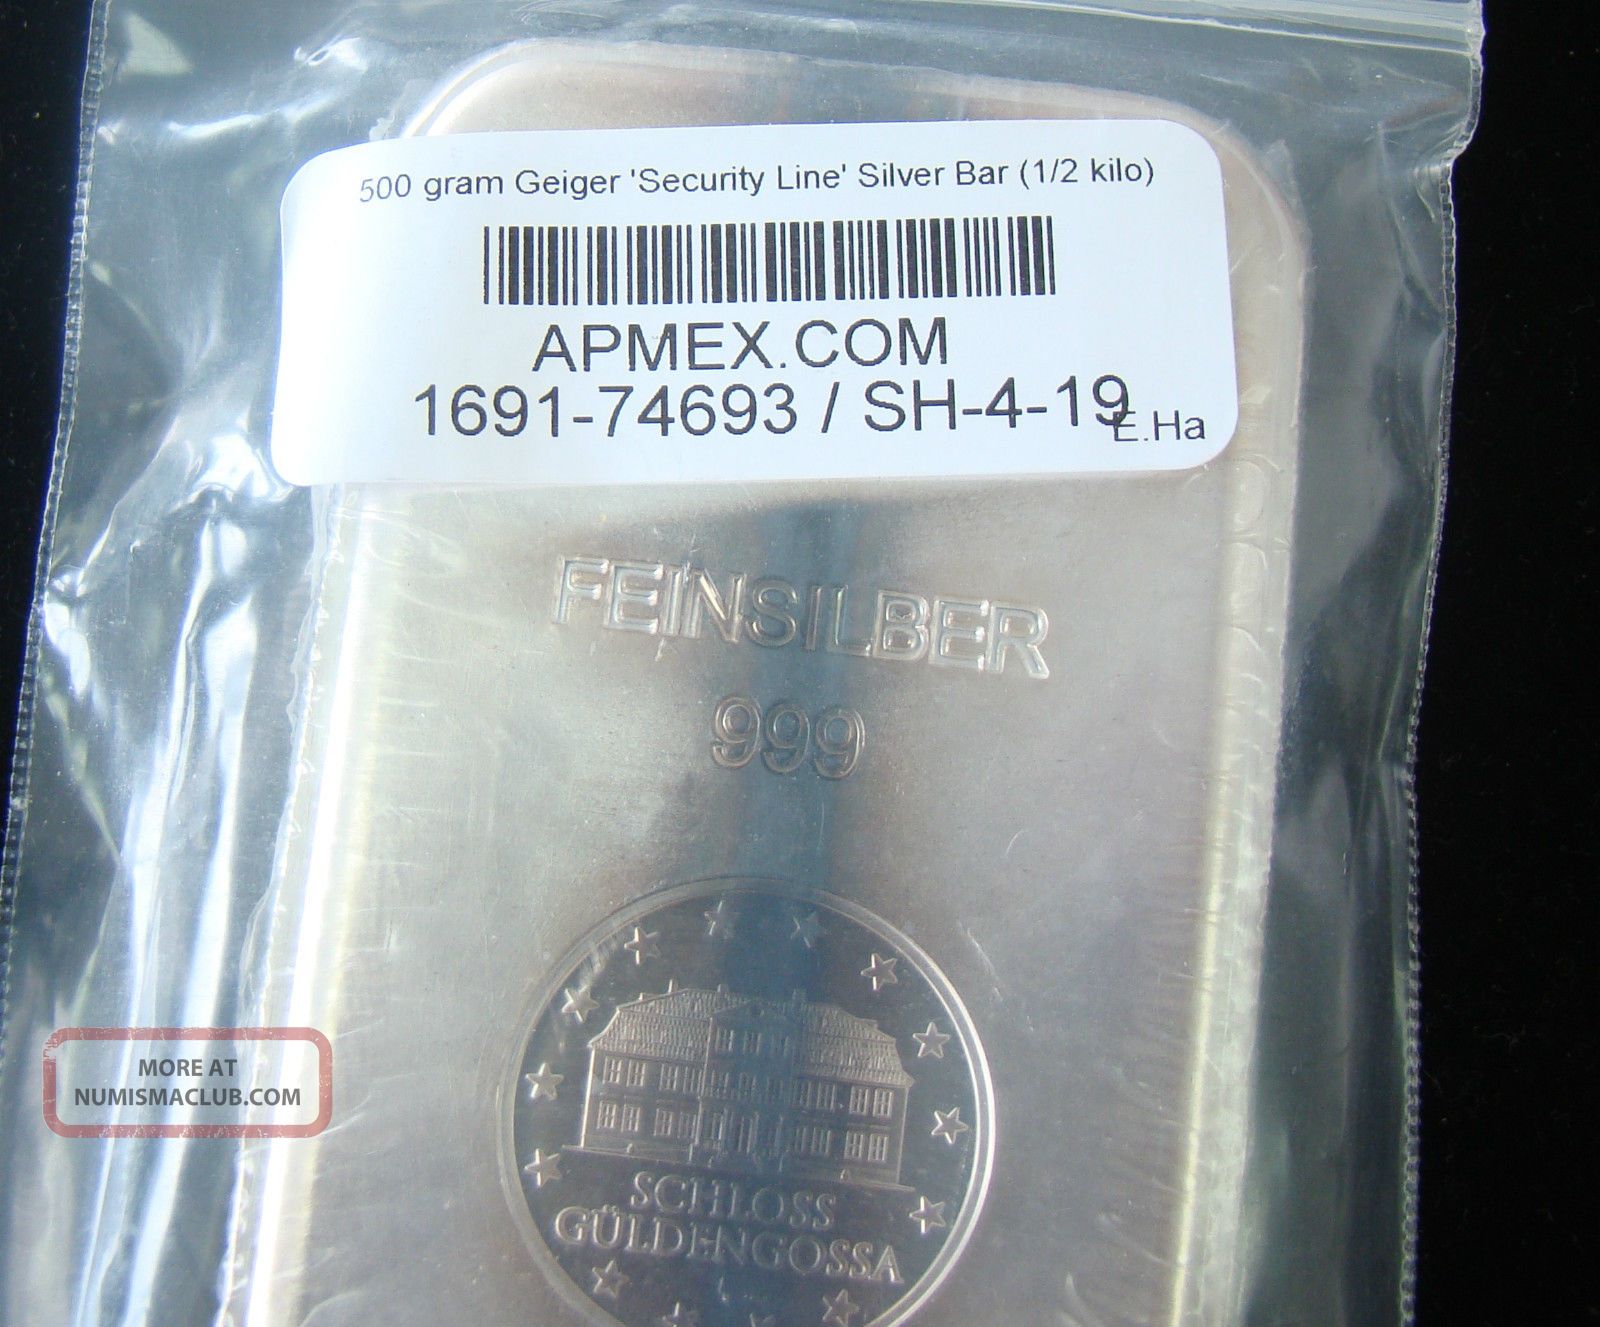 500 gram Geiger 'Security Line' Silver Bar (1/2 kilo)
APMEX.COM
1691-74693 / SH-4-19
E.Ha
FEINSILBER
999
SCHLOSS
GÜLDENGOSSA
MORE AT
NUMISMACLUB.COM